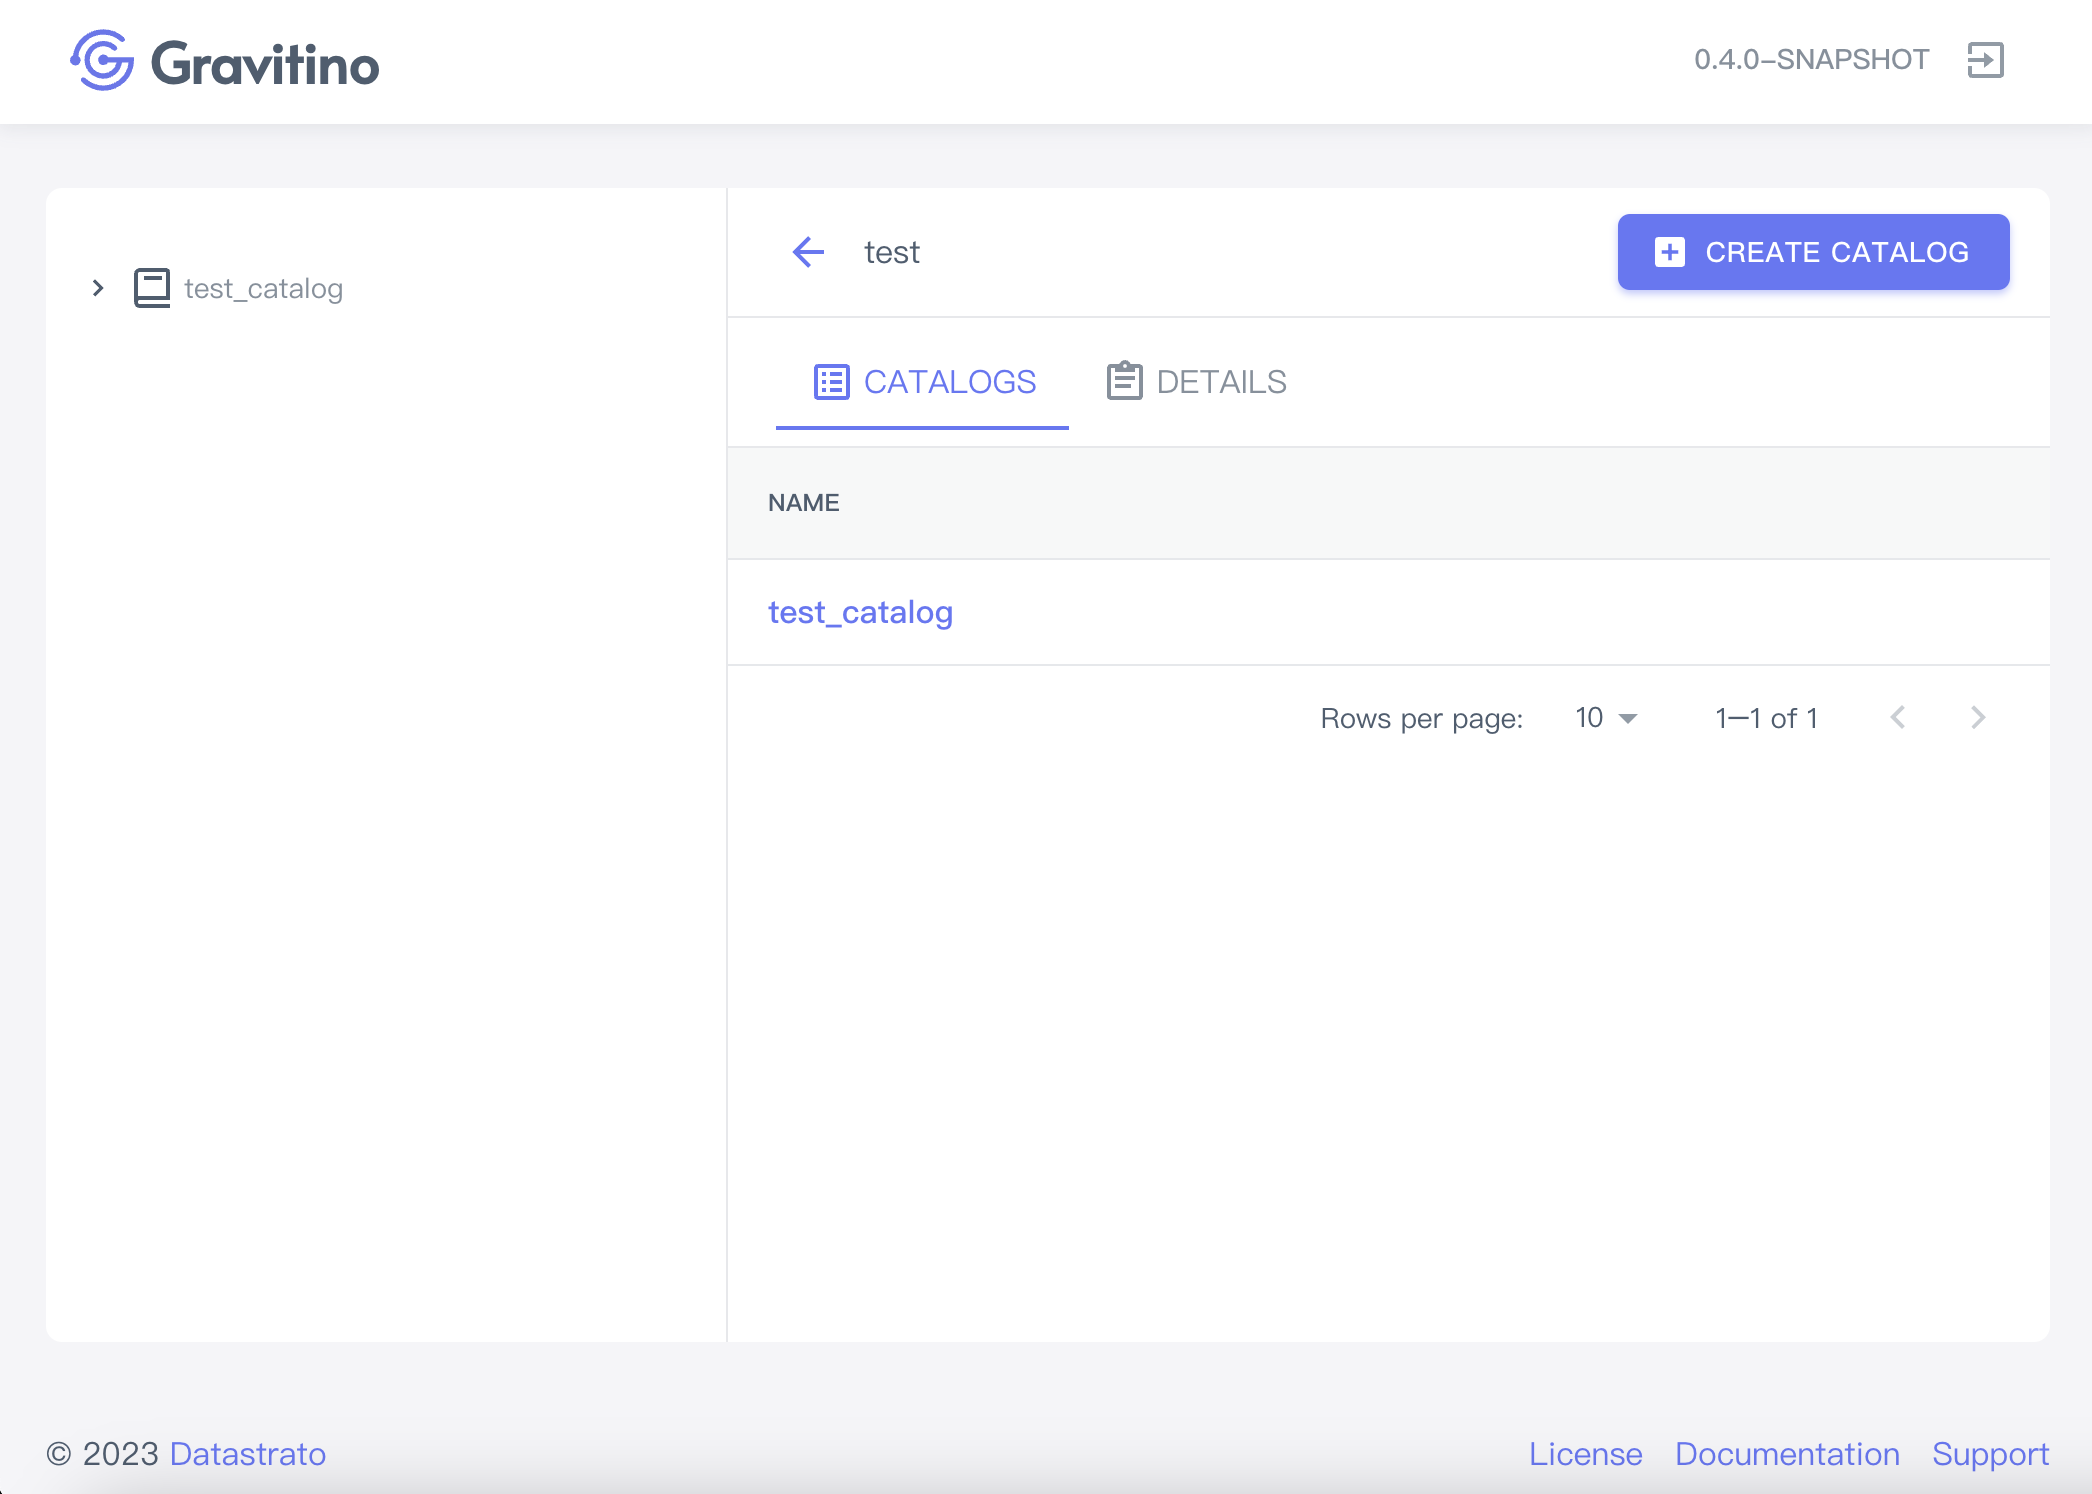 Gravitino
0.4.0-SNAPSHOT
test_catalog
test
CREATE CATALOG
CATALOGS
DETAILS
NAME
test_catalog
Rows per page: 10 1–1 of 1
© 2023 Datastrato
License Documentation Support